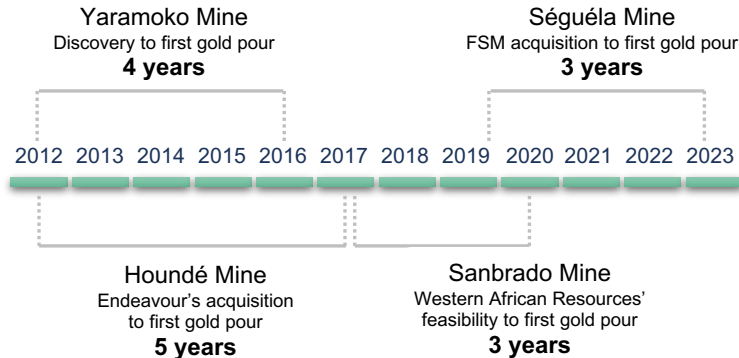 Yaramoko Mine
Discovery to first gold pour
4 years
Séguéla Mine
FSM acquisition to first gold pour
3 years
2012 2013 2014 2015 2016 2017 2018 2019 2020 2021 2022 2023
Houndé Mine
Endeavour’s acquisition
to first gold pour
5 years
Sanbrado Mine
Western African Resources’
feasibility to first gold pour
3 years